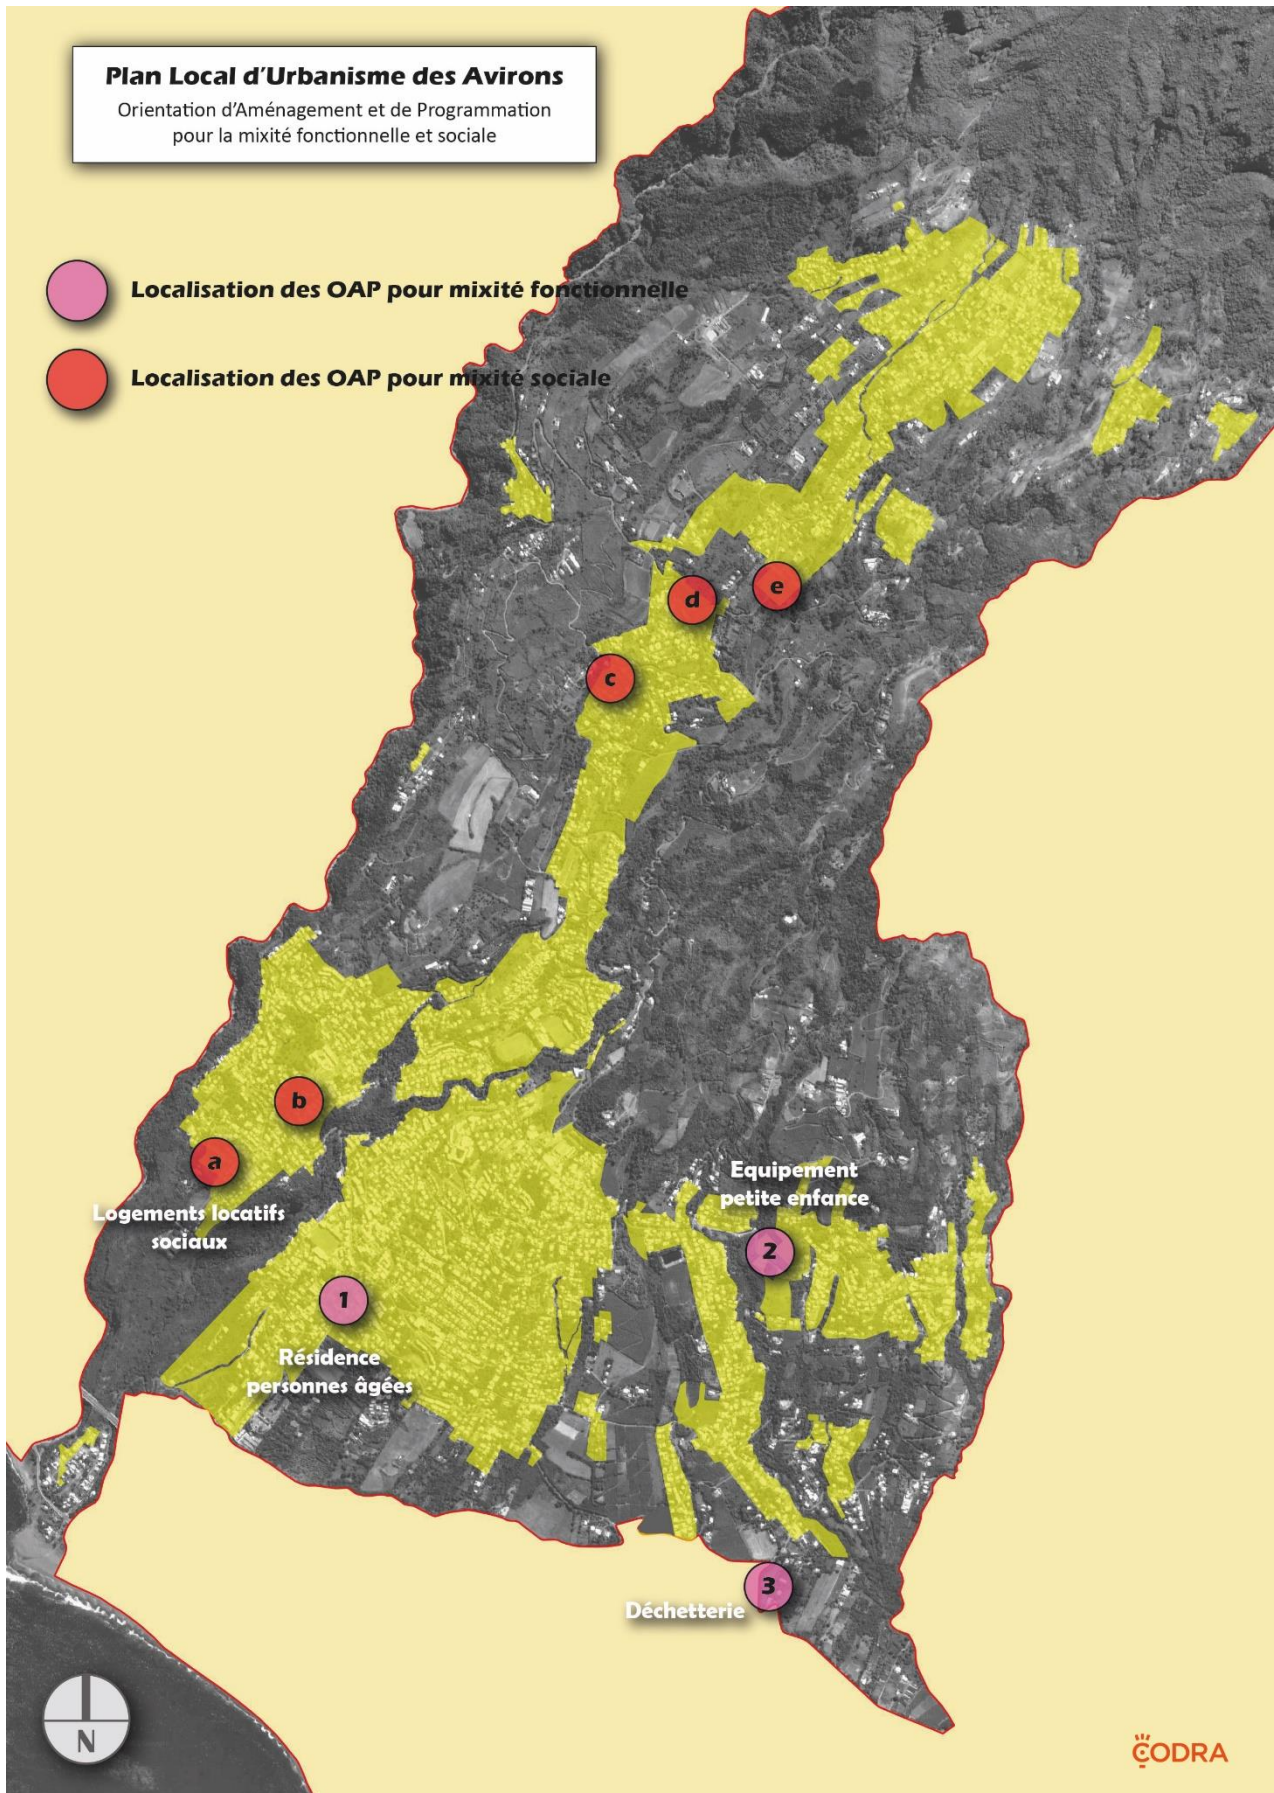 Plan Local d'Urbanisme des Avirons
Orientation d'Aménagement et de Programmation
pour la mixité fonctionnelle et sociale
Localisation des OAP pour mixité fonctionnelle
Localisation des OAP pour mixité sociale
e
d
c
b
a
Logements locatifs
sociaux
Equipement
petite enfance
2
1
Résidence
personnes âgées
3
Déchetterie
N
CODRA